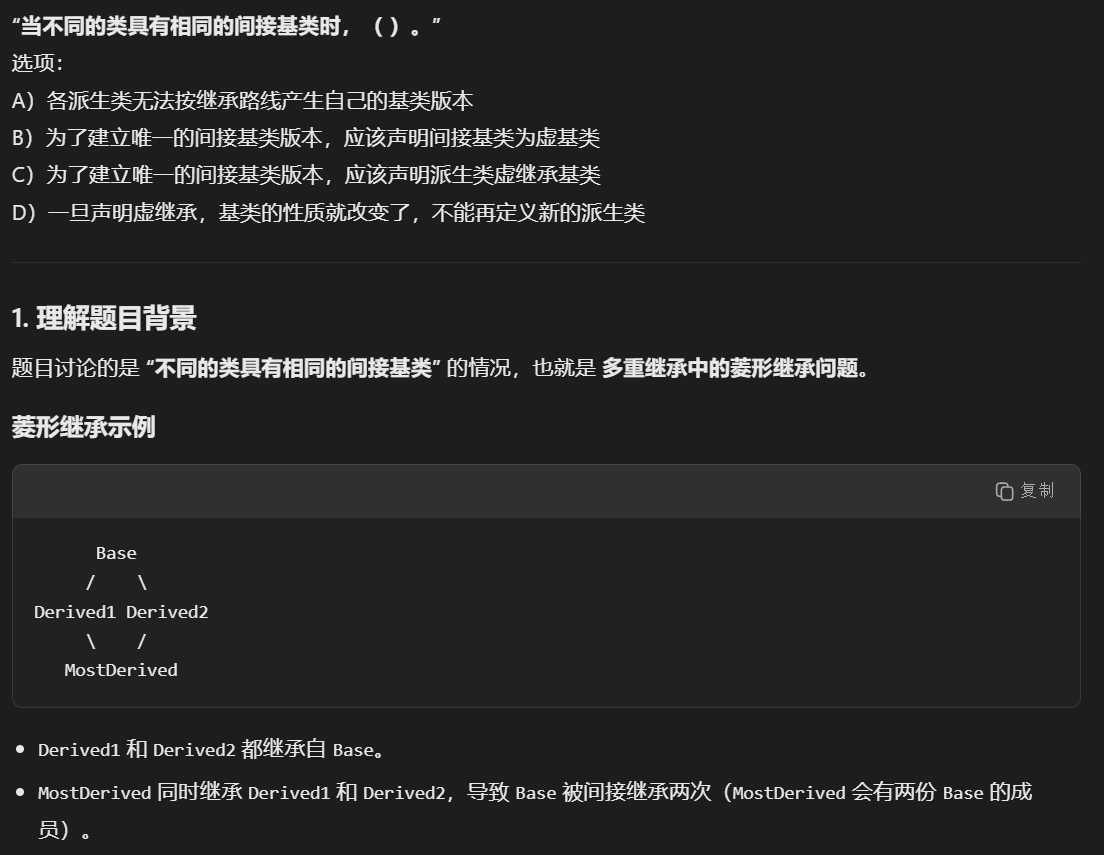 “当不同的类具有相同的间接基类时，（ ）。”
选项：
A）各派生类无法按继承路线产生自己的基类版本
B）为了建立唯一的间接基类版本，应该声明间接基类为虚基类
C）为了建立唯一的间接基类版本，应该声明派生类虚继承基类
D）一旦声明虚继承，基类的性质就改变了，不能再定义新的派生类
1. 理解题目背景
题目讨论的是 “不同的类具有相同的间接基类” 的情况，也就是 多重继承中的菱形继承问题。
菱形继承示例
复制
Base
/ \
Derived1 Derived2
\ /
MostDerived
• Derived1 和 Derived2 都继承自 Base。
• MostDerived 同时继承 Derived1 和 Derived2，导致 Base 被间接继承两次（MostDerived 会有两份 Base 的成
员）。